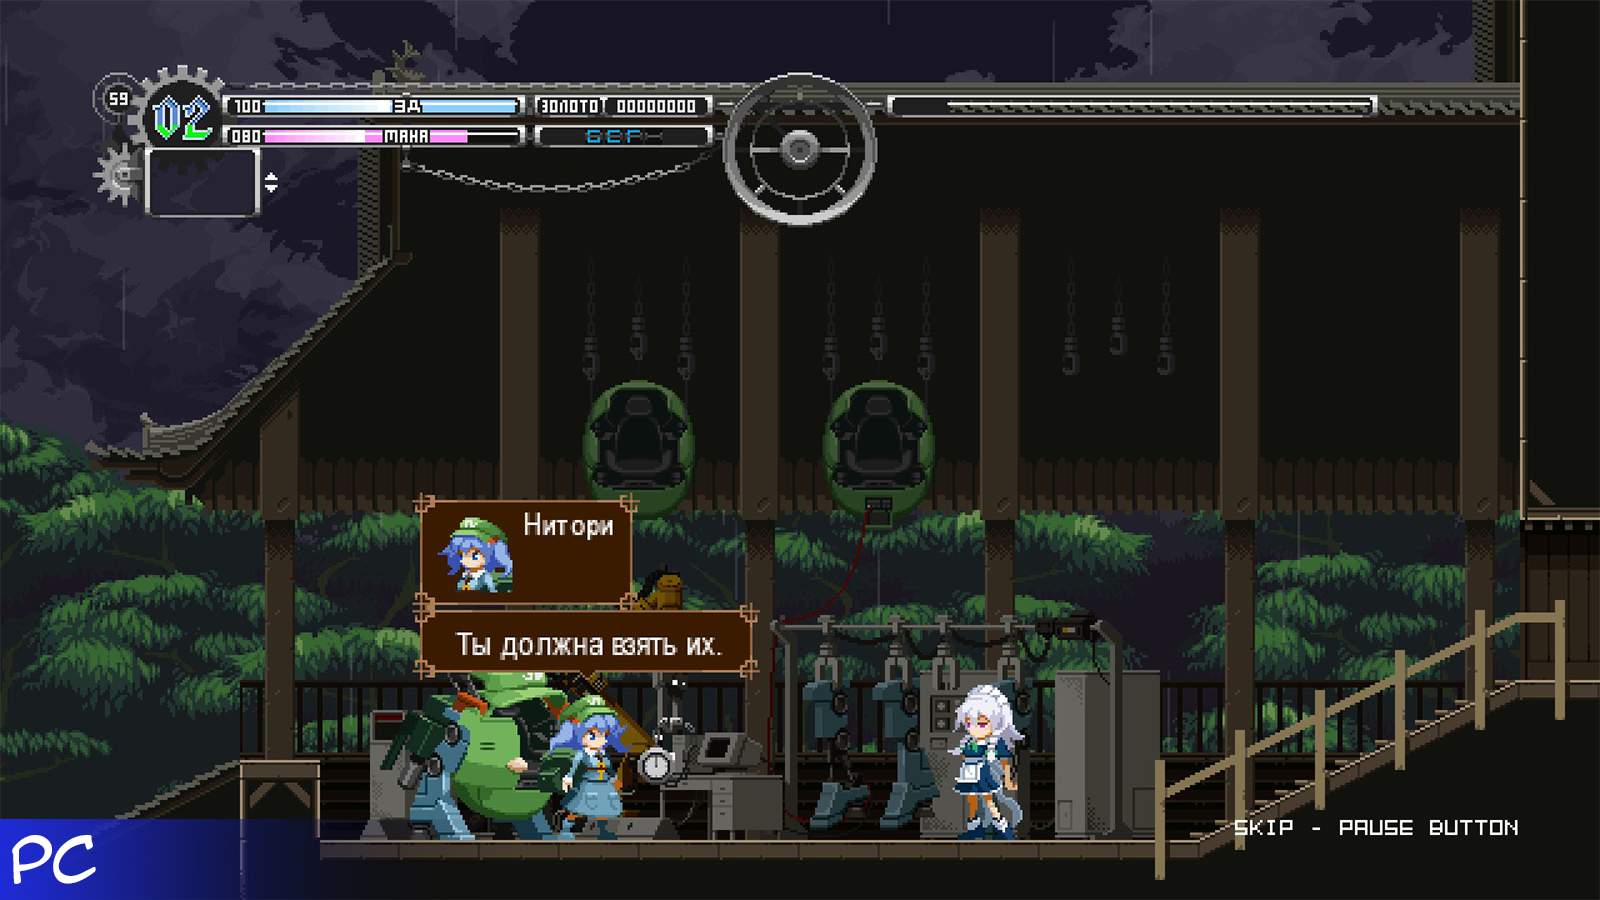 59
02
100 ЗД
ЗОЛОТО 00000000
080 МАНА
Нитори
Ты должна взять их.
SKIP - PAUSE BUTTON
PC